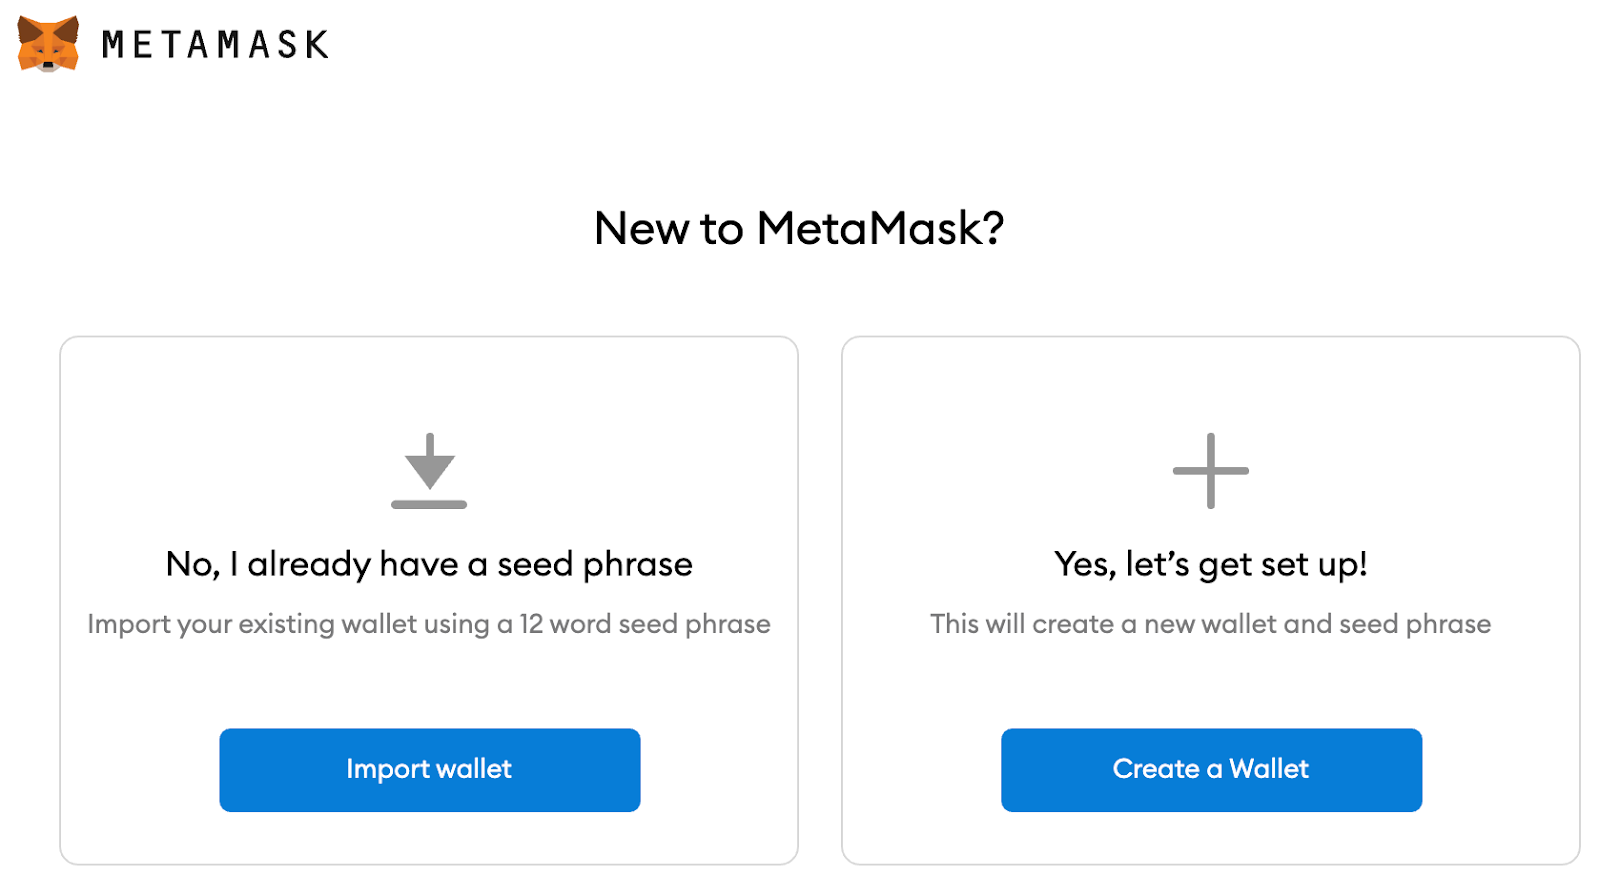 METAMASK
New to MetaMask?
No, I already have a seed phrase
Import your existing wallet using a 12 word seed phrase
Import wallet
Yes, let’s get set up!
This will create a new wallet and seed phrase
Create a Wallet